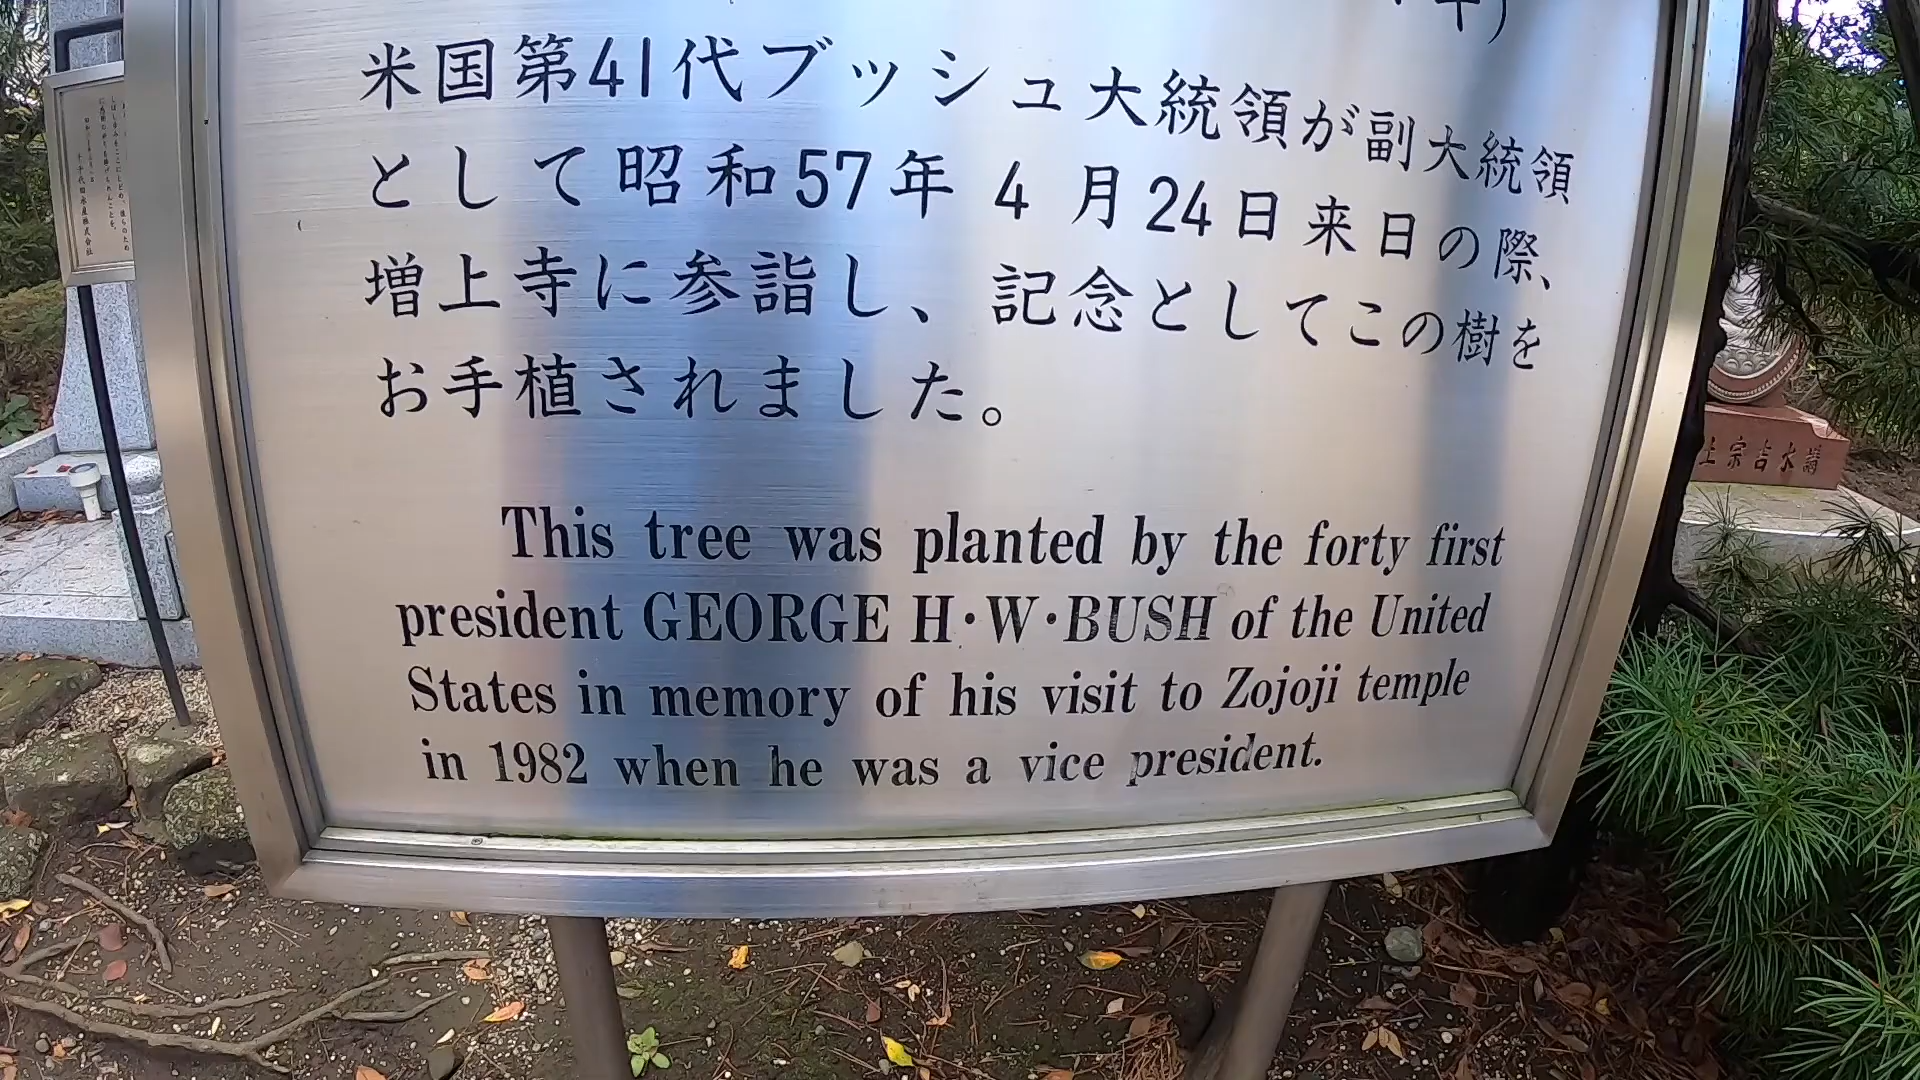 米国第41代ブッシュ大統領が副大統領
として昭和57年4月24日来日の際、
増上寺に参詣し、記念としてこの樹を
お手植されました。
This tree was planted by the forty first
president GEORGE H·W·BUSH of the United
States in memory of his visit to Zojoji temple
in 1982 when he was a vice president.